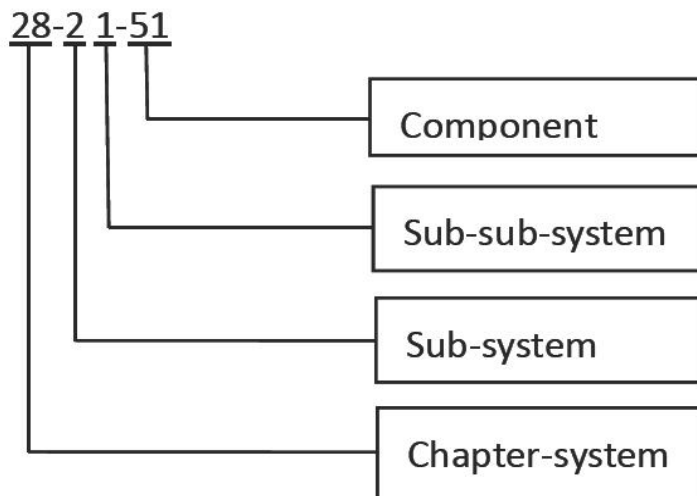 28-2 1-51
Component
Sub-sub-system
Sub-system
Chapter-system